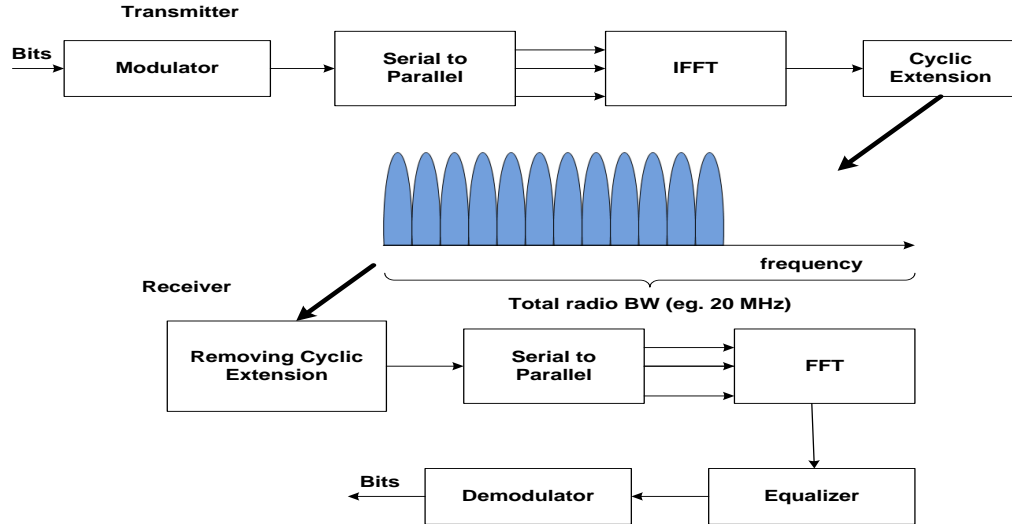 Transmitter
Bits
Modulator
Serial to
Parallel
IFFT
Cyclic
Extension
frequency
Total radio BW (eg. 20 MHz)
Receiver
Removing Cyclic
Extension
Serial to
Parallel
FFT
Bits
Demodulator
Equalizer